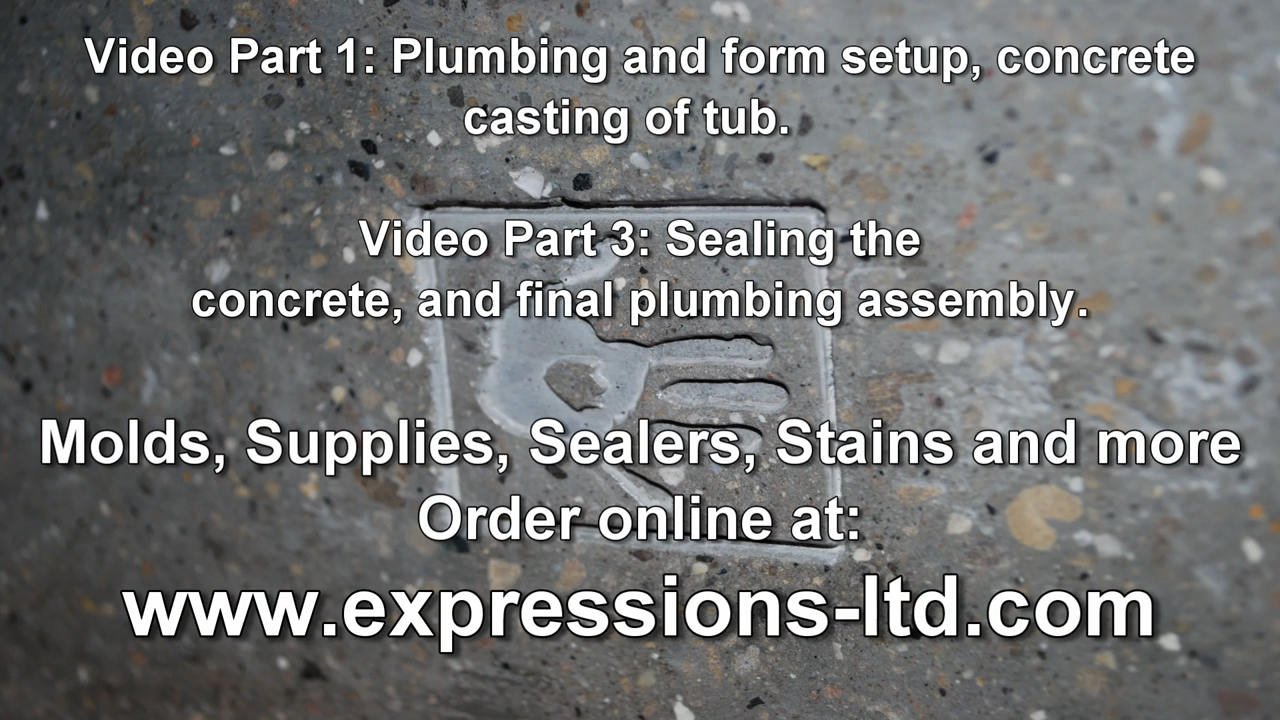 Video Part 1: Plumbing and form setup, concrete
casting of tub.
Video Part 3: Sealing the
concrete, and final plumbing assembly.
Molds, Supplies, Sealers, Stains and more
Order online at:
www.expressions-ltd.com